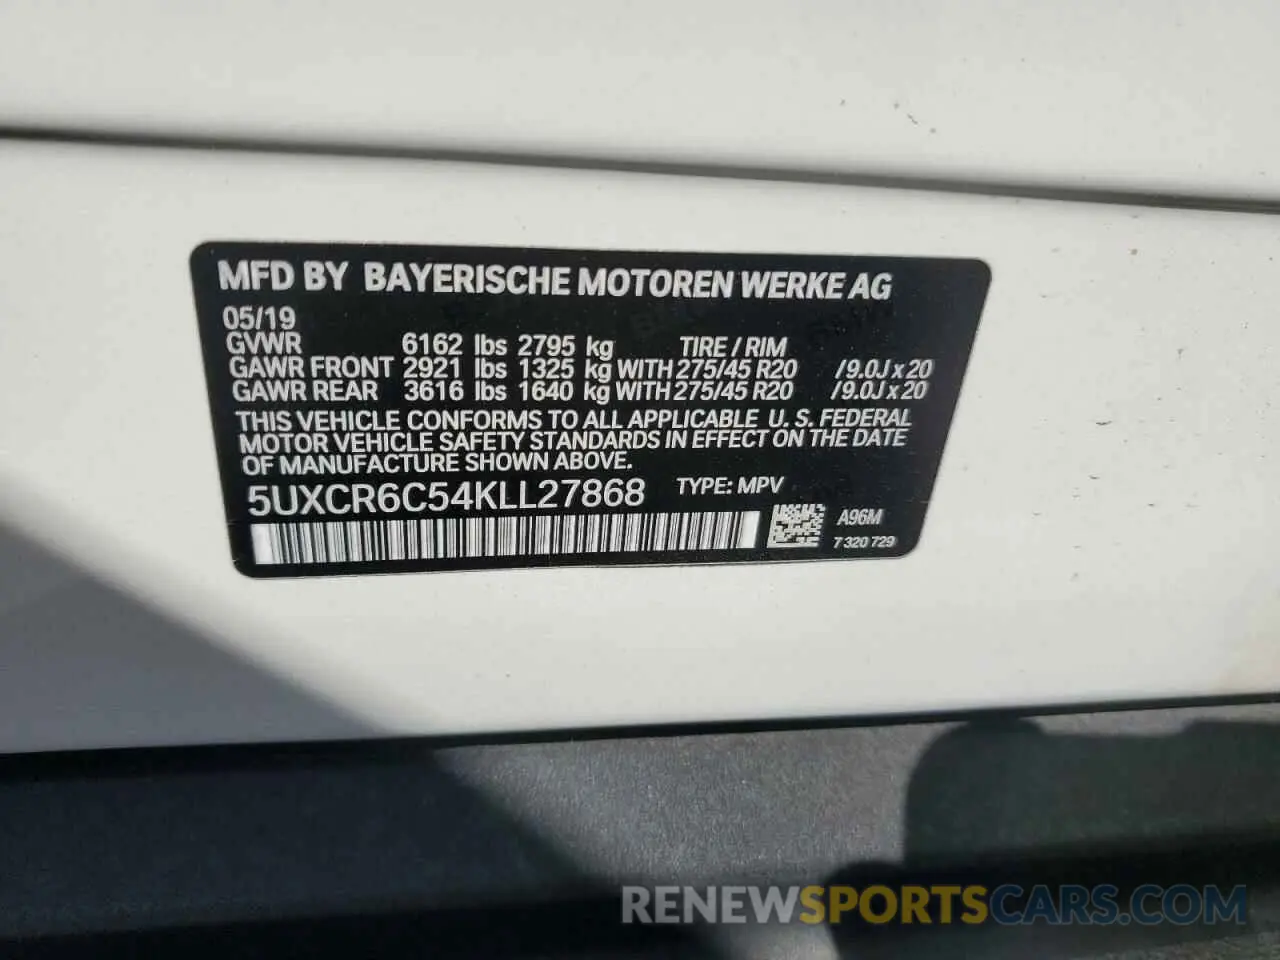 MFD BY BAYERISCHE MOTOREN WERKE AG
05/19
GVWR 6162 lbs 2795 kg TIRE / RIM
GAWR FRONT 2921 lbs 1325 kg WITH 275/45 R20 / 9.0J x 20
GAWR REAR 3616 lbs 1640 kg WITH 275/45 R20 / 9.0J x 20
THIS VEHICLE CONFORMS TO ALL APPLICABLE U. S. FEDERAL
MOTOR VEHICLE SAFETY STANDARDS IN EFFECT ON THE DATE
OF MANUFACTURE SHOWN ABOVE.
5UXCR6C54KLL27868 TYPE: MPV
A96M
7 320 729
RENEWSPORTSCARS.COM